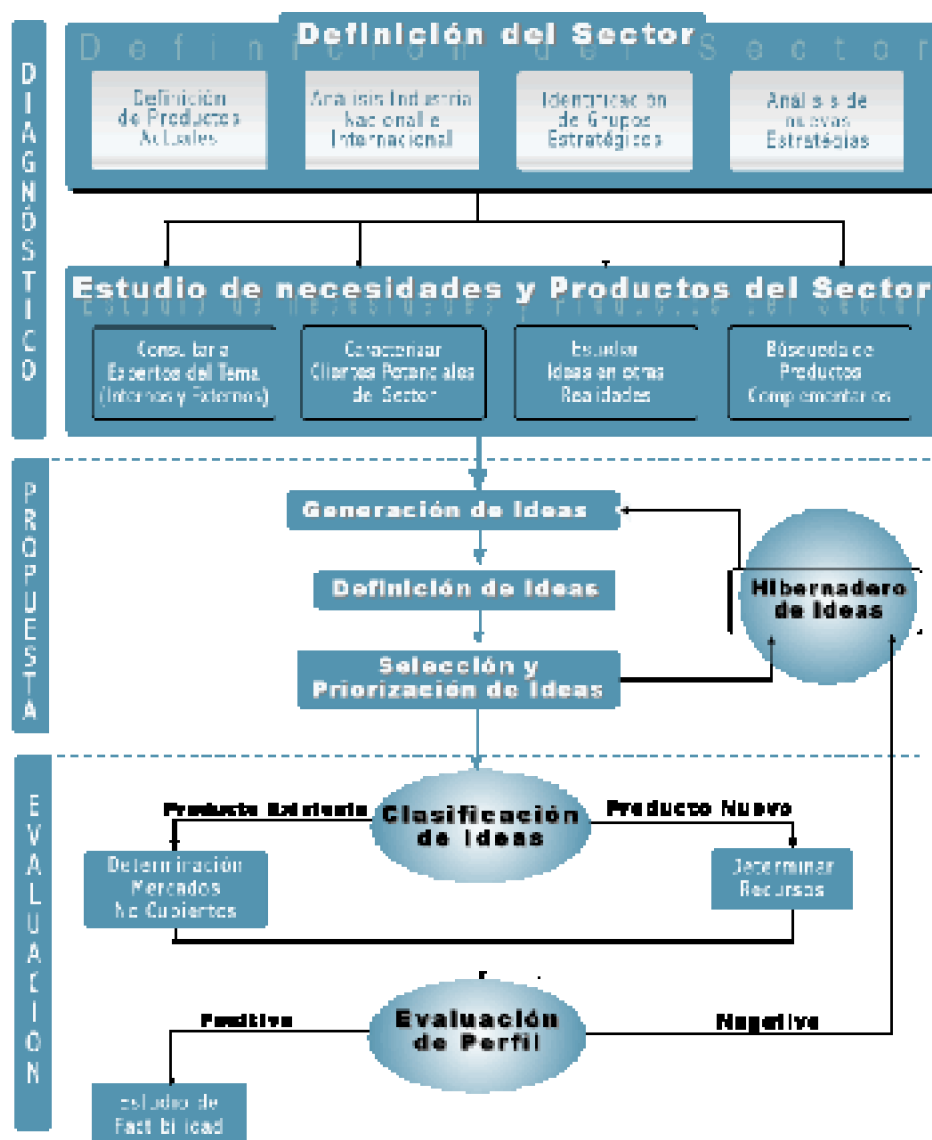 DIAGNÓSTICO
Definición del Sector
Definición
de Productos
Actuales
Análisis Industria
Nacional e
Internacional
Identificación
de Grupos
Estratégicos
Análisis de
nuevas
Estratégias
Estudio de necesidades y Productos del Sector
Consultar a
Expertos del Tema
(Internos y Externos)
Caracterizar
Clientes Potenciales
del Sector
Estudiar
Ideas en otras
Realidades
Búsqueda de
Productos
Complementarios
PROPUESTA
Generación de Ideas
Definición de Ideas
Selección y
Priorización de Ideas
Hibernadero
de Ideas
EVALUACION
Clasificación
de Ideas
Producto Existente
Producto Nuevo
Determinación
Mercados
No Cubiertos
Determinar
Recursos
Evaluación
de Perfil
Positivo
Negativo
Estudio de
Factibilidad